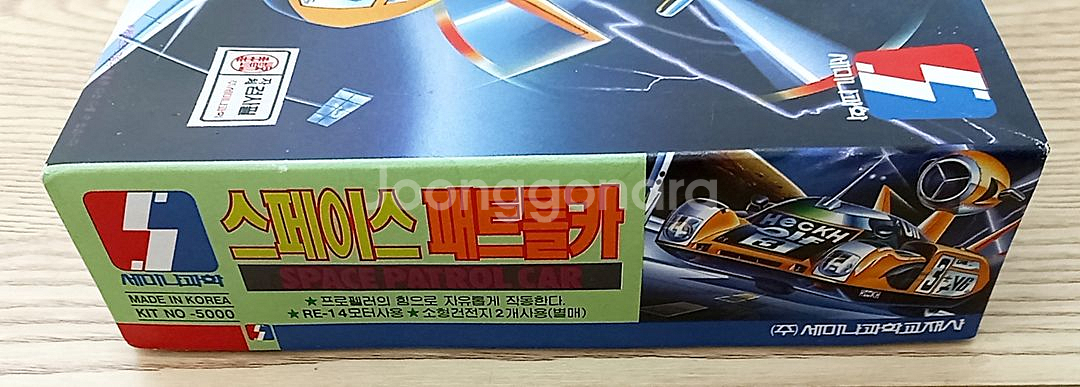 세미나과학
스페이스 패트롤카
SPACE PATROL CAR
세미나과학
MADE IN KOREA
KIT NO -5000
★ 프로펠러의 힘으로 자유롭게 작동한다.
★ RE-14모터사용 ★ 소형건전지 2개사용(별매)
HECKH
(주) 세미나과학교재사
Joonggonara